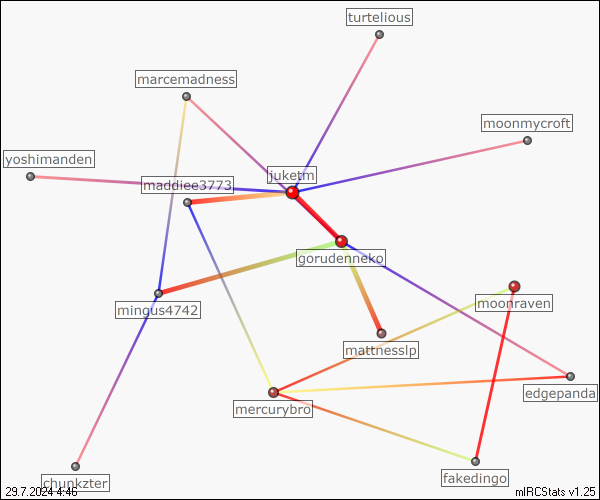 turtelious
marcemadness
moonmycroft
yoshimanden
juketm
maddiee3773
gorudenneko
moonraven
mingus4742
mattnesslp
edgepanda
mercurybro
fakedingo
chunkzter
29.7.2024 4:46
mIRCStats v1.25